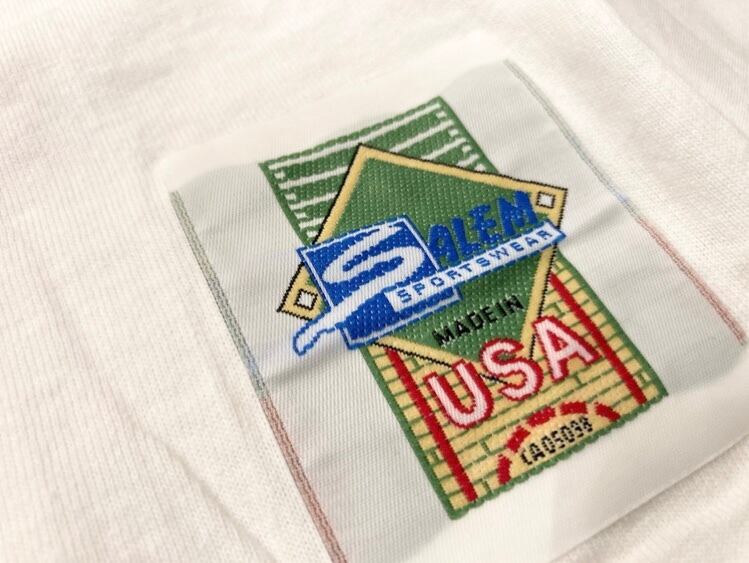 SALEM
SPORTSWEAR
MADE IN
USA
CA05098